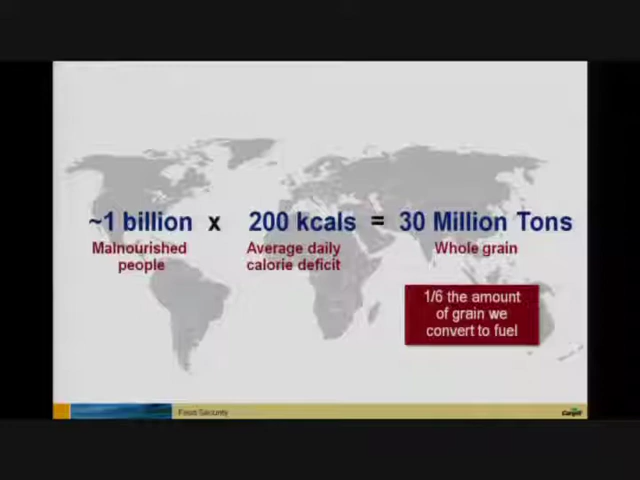 ~1 billion x 200 kcals = 30 Million Tons
Malnourished people
Average daily calorie deficit
Whole grain
1/6 the amount
of grain we
convert to fuel
Food Security
Cargill